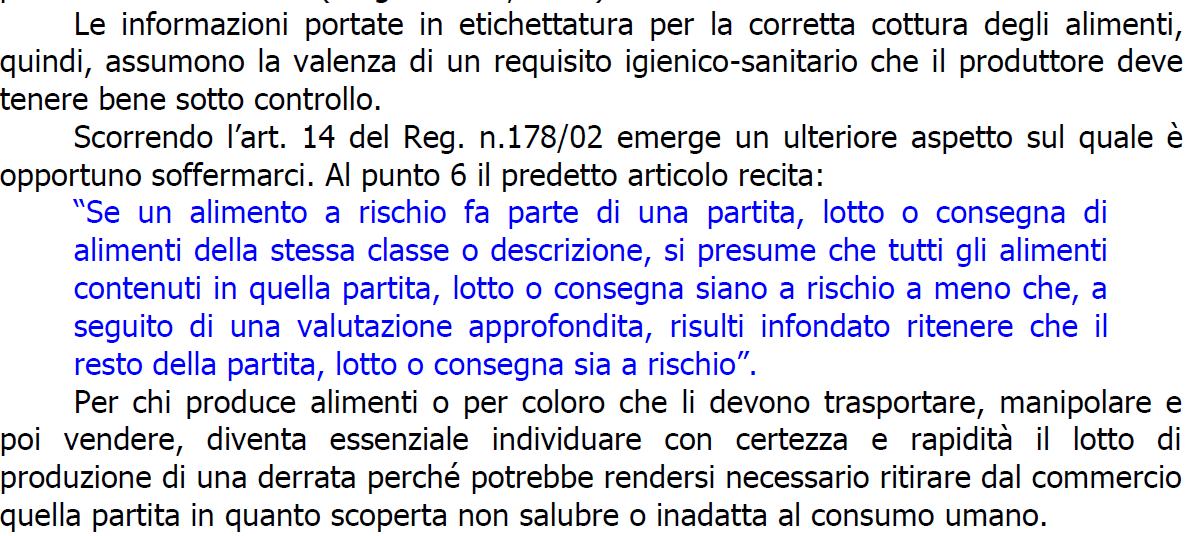 Le informazioni portate in etichettatura per la corretta cottura degli alimenti,
quindi, assumono la valenza di un requisito igienico-sanitario che il produttore deve
tenere bene sotto controllo.
Scorrendo l’art. 14 del Reg. n.178/02 emerge un ulteriore aspetto sul quale è
opportuno soffermarci. Al punto 6 il predetto articolo recita:
“Se un alimento a rischio fa parte di una partita, lotto o consegna di
alimenti della stessa classe o descrizione, si presume che tutti gli alimenti
contenuti in quella partita, lotto o consegna siano a rischio a meno che, a
seguito di una valutazione approfondita, risulti infondato ritenere che il
resto della partita, lotto o consegna sia a rischio”.
Per chi produce alimenti o per coloro che li devono trasportare, manipolare e
poi vendere, diventa essenziale individuare con certezza e rapidità il lotto di
produzione di una derrata perché potrebbe rendersi necessario ritirare dal commercio
quella partita in quanto scoperta non salubre o inadatta al consumo umano.